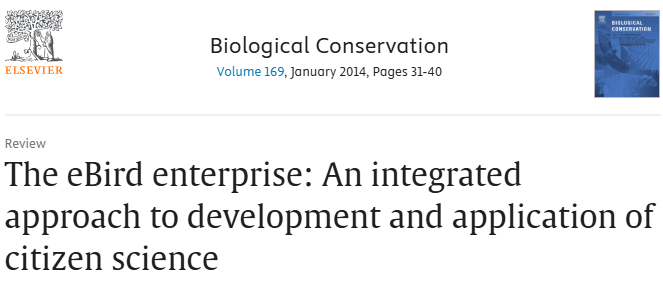 ELSEVIER
Biological Conservation
Volume 169, January 2014, Pages 31-40
BIOLOGICAL
CONSERVATION
Review
The eBird enterprise: An integrated
approach to development and application of
citizen science